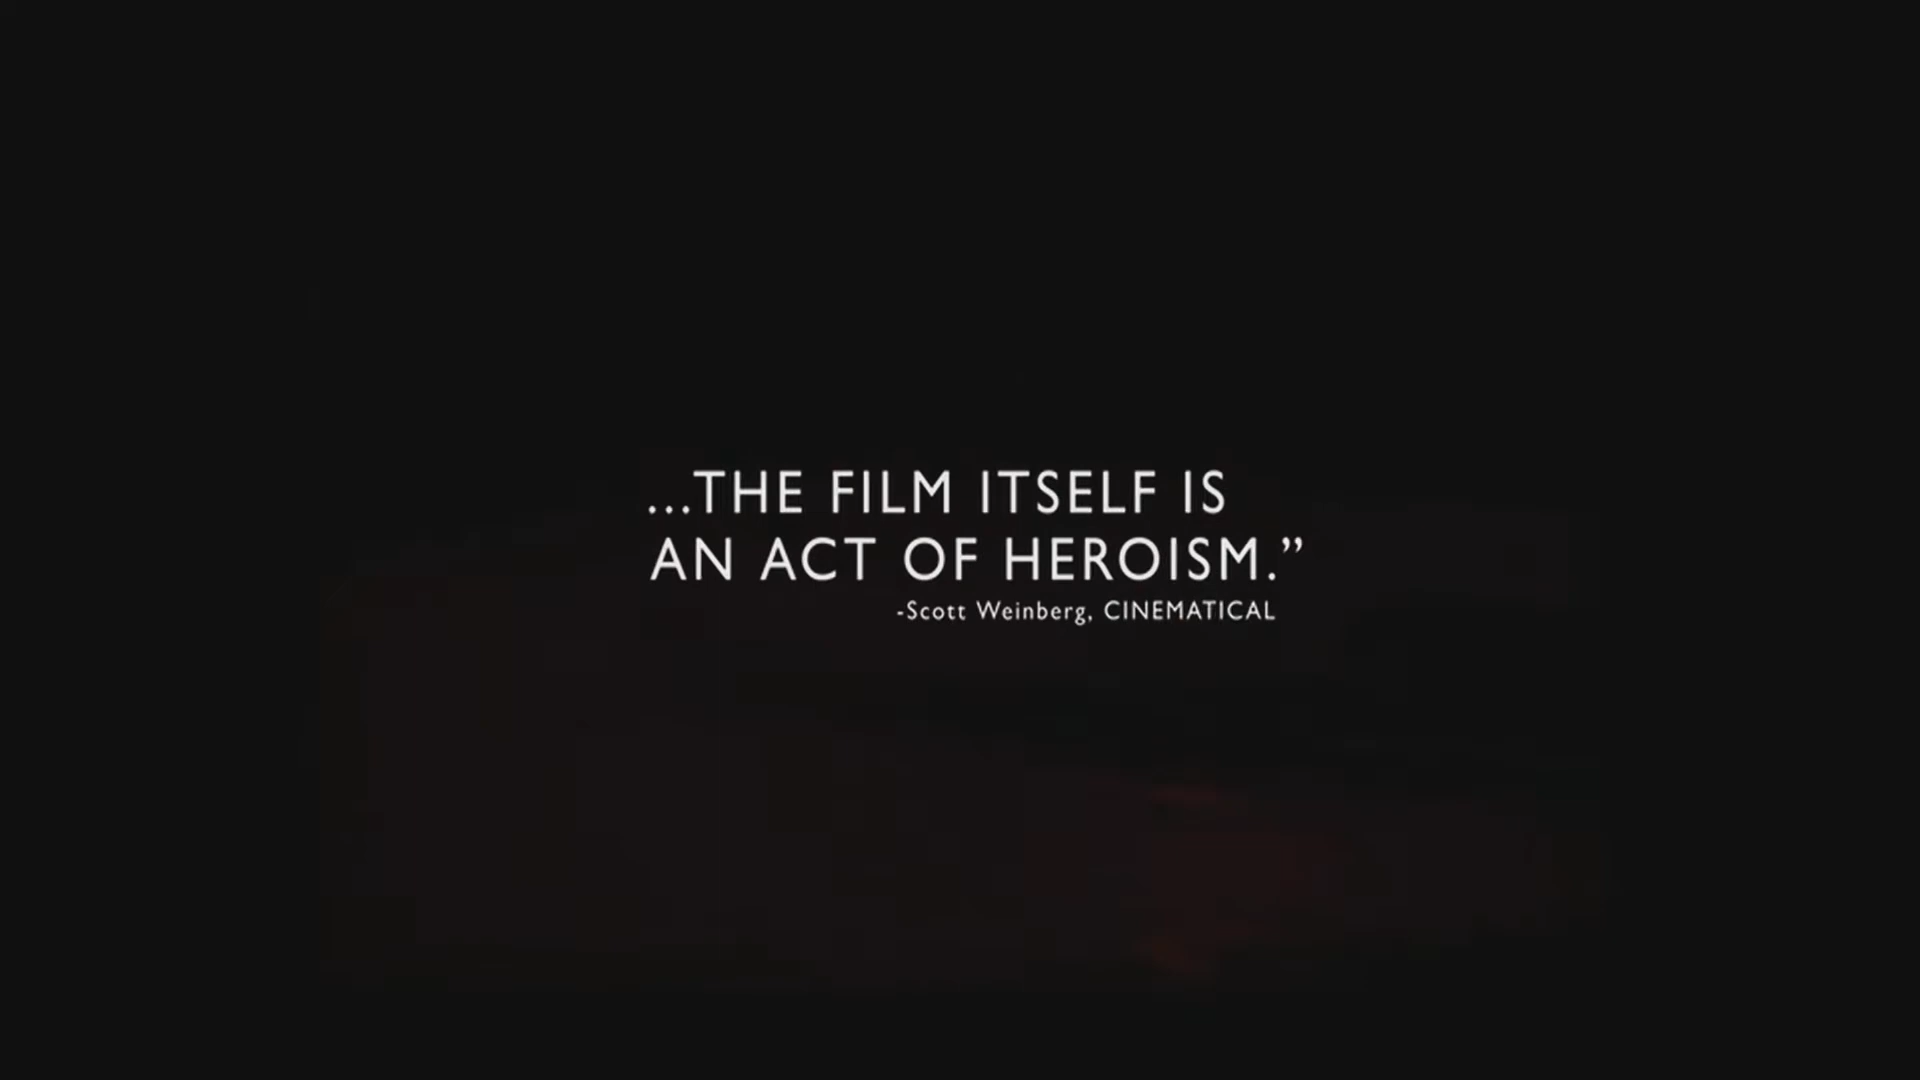 ...THE FILM ITSELF IS
AN ACT OF HEROISM.”
-Scott Weinberg, CINEMATICAL